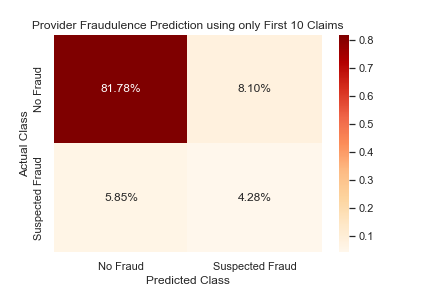 Provider Fraudulence Prediction using only First 10 Claims
Actual Class
No Fraud
Suspected Fraud
81.78%
8.10%
5.85%
4.28%
No Fraud
Suspected Fraud
Predicted Class
0.8
0.7
0.6
0.5
0.4
0.3
0.2
0.1